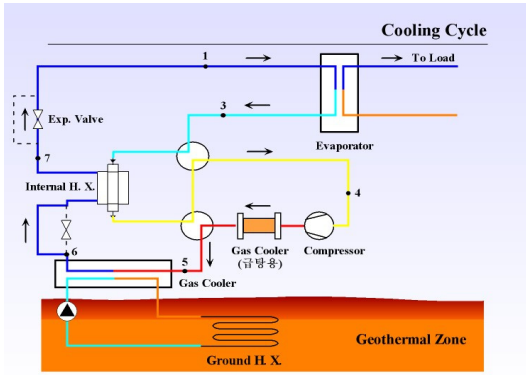 Cooling Cycle
1
To Load
3
Exp. Valve
Evaporator
7
Internal H. X.
4
6
5
Gas Cooler
(급탕용)
Compressor
Gas Cooler
Geothermal Zone
Ground H. X.